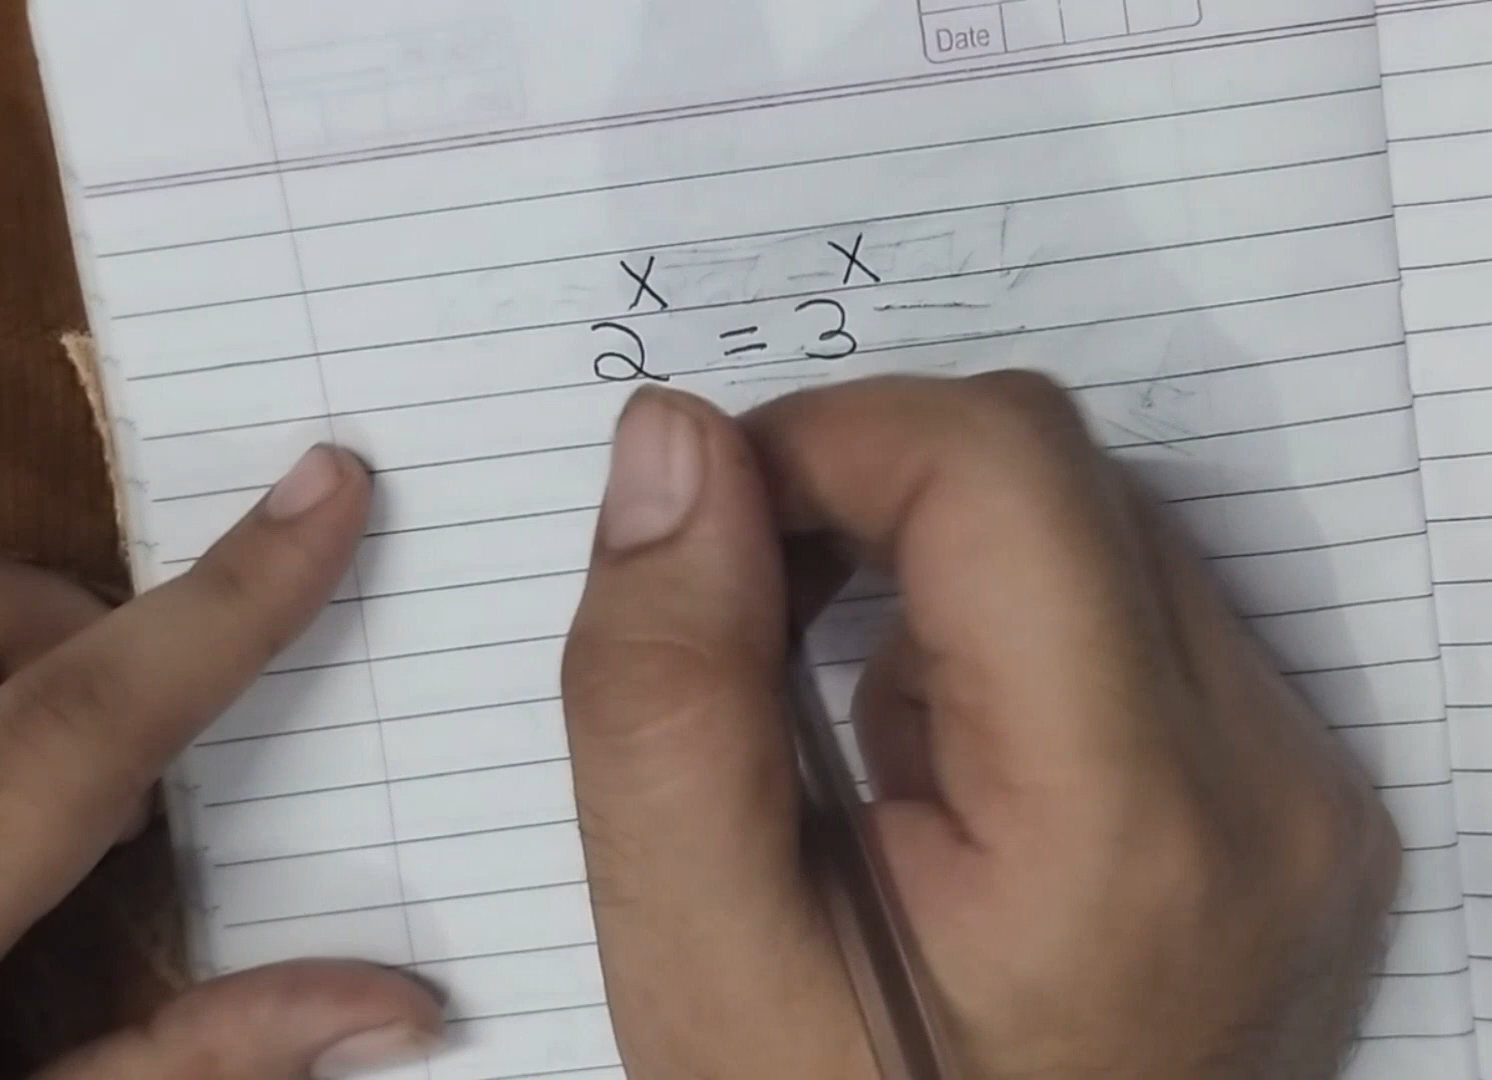 Date
2^x = 3^x